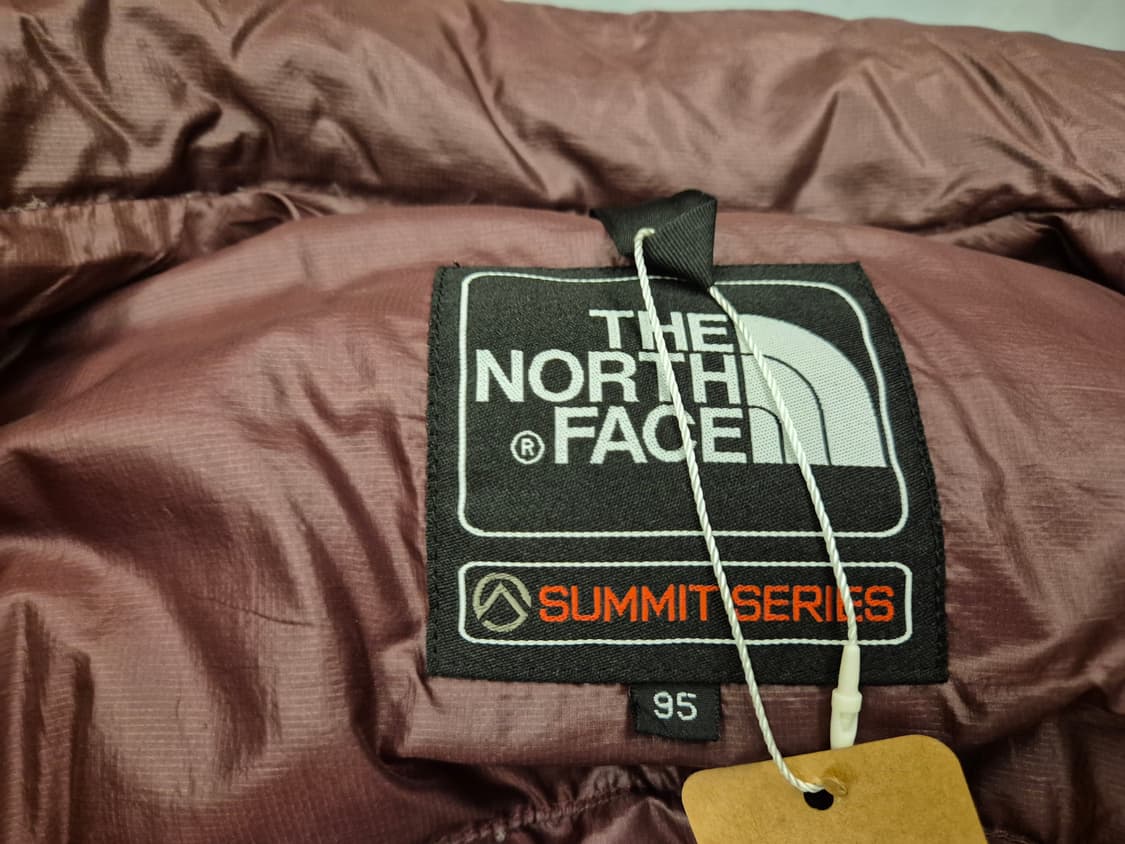 THE
NORTH
® FACE
SUMMIT SERIES
95